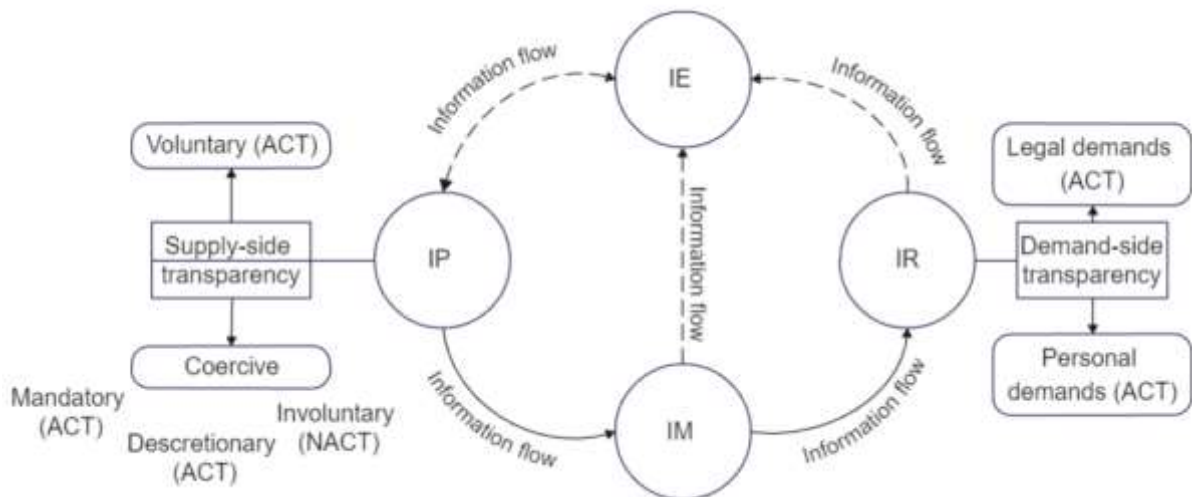 Information flow
IE
Information flow
Voluntary (ACT)
Legal demands
(ACT)
Supply-side
transparency
IP
Information flow
IR
Demand-side
transparency
Coercive
Mandatory
(ACT)
Descretionary
(ACT)
Involuntary
(NACT)
Information flow
IM
Information flow
Personal
demands (ACT)